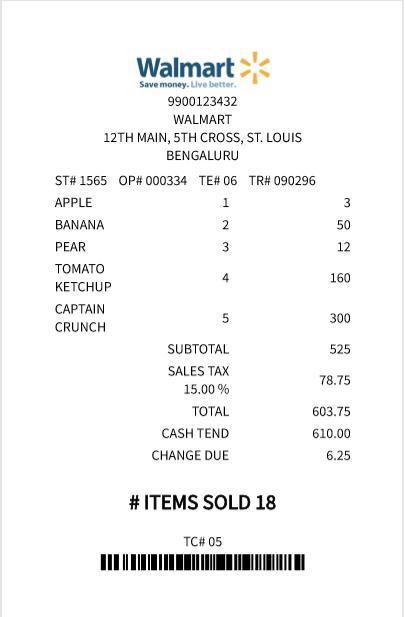 Walmart
Save money. Live better.
9900123432
WALMART
12TH MAIN, 5TH CROSS, ST. LOUIS
BENGALURU
ST# 1565 OP# 000334 TE# 06 TR# 090296
APPLE 1 3
BANANA 2 50
PEAR 3 12
TOMATO
KETCHUP 4 160
CAPTAIN
CRUNCH 5 300
SUBTOTAL 525
SALES TAX
15.00 % 78.75
TOTAL 603.75
CASH TEND 610.00
CHANGE DUE 6.25
# ITEMS SOLD 18
TC# 05